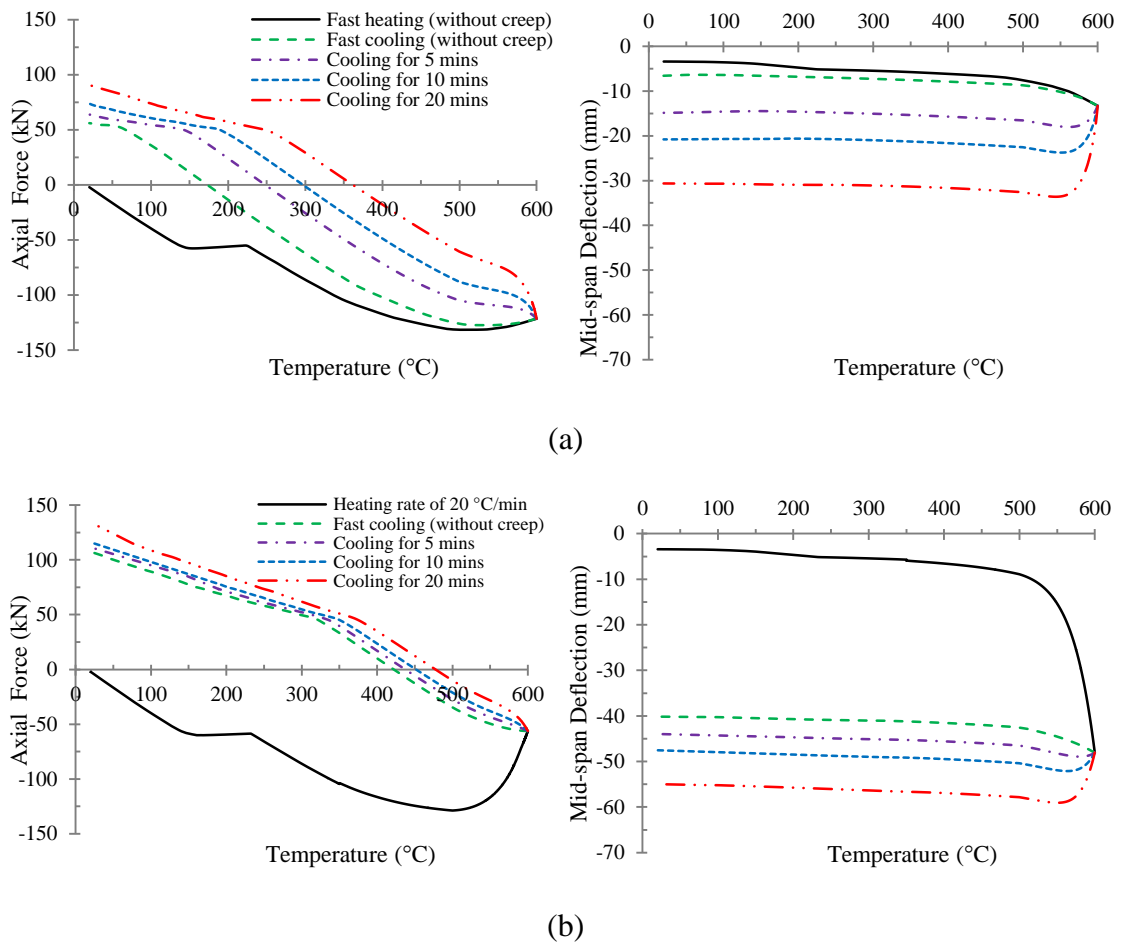 Fast heating (without creep)
Fast cooling (without creep)
Cooling for 5 mins
Cooling for 10 mins
Cooling for 20 mins
150
100
50
0
-50
-100
-150
0 100 200 300 400 500 600
Axial Force (kN)
Temperature (°C)
0 100 200 300 400 500 600
0
-10
-20
-30
-40
-50
-60
-70
Mid-span Deflection (mm)
Temperature (°C)
(a)
Heating rate of 20 °C/min
Fast cooling (without creep)
Cooling for 5 mins
Cooling for 10 mins
Cooling for 20 mins
150
100
50
0
-50
-100
-150
0 100 200 300 400 500 600
Axial Force (kN)
Temperature (°C)
0 100 200 300 400 500 600
0
-10
-20
-30
-40
-50
-60
-70
Mid-span Deflection (mm)
Temperature (°C)
(b)